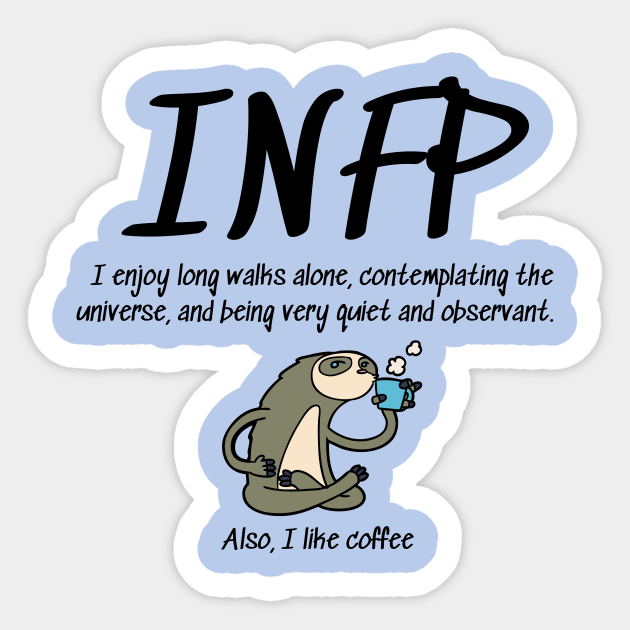 INFP
I enjoy long walks alone, contemplating the
universe, and being very quiet and observant.
Also, I like coffee